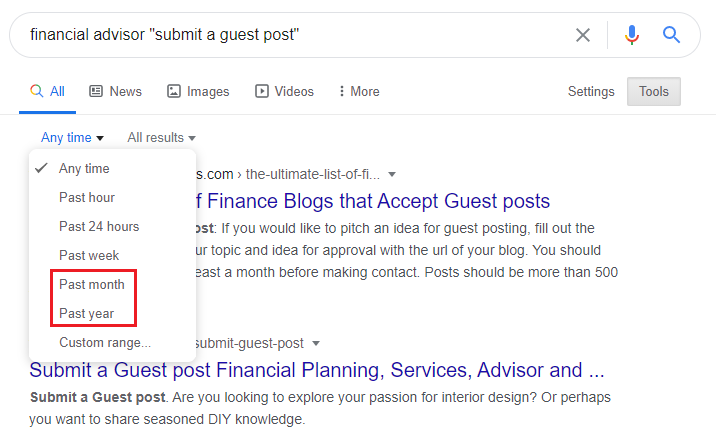 financial advisor "submit a guest post"
All News Images Videos More Settings Tools
Any time All results
Any time
Past hour
Past 24 hours
Past week
Past month
Past year
Custom range...
s.com › the-ultimate-list-of-fi...
f Finance Blogs that Accept Guest posts
post: If you would like to pitch an idea for guest posting, fill out the
ur topic and idea for approval with the url of your blog. You should
east a month before making contact. Posts should be more than 500
submit-guest-post
Submit a Guest post Financial Planning, Services, Advisor and ...
Submit a Guest post. Are you looking to explore your passion for interior design? Or perhaps
you want to share seasoned DIY knowledge.